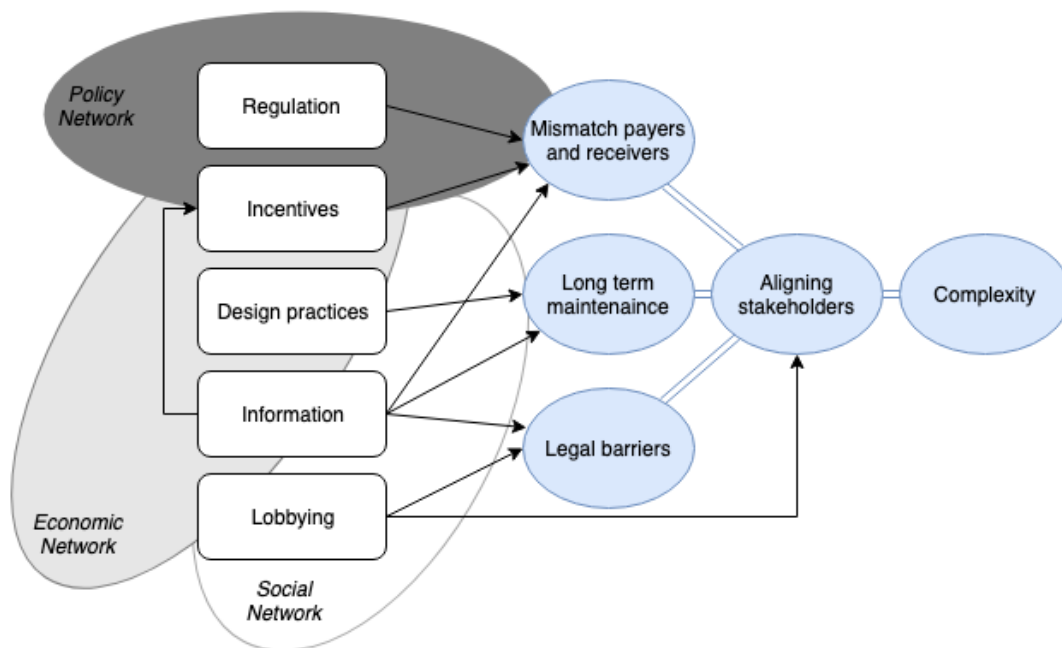 Policy
Network
Regulation
Mismatch payers
and receivers
Incentives
Design practices
Long term
maintenaince
Aligning
stakeholders
Complexity
Information
Legal barriers
Lobbying
Economic
Network
Social
Network